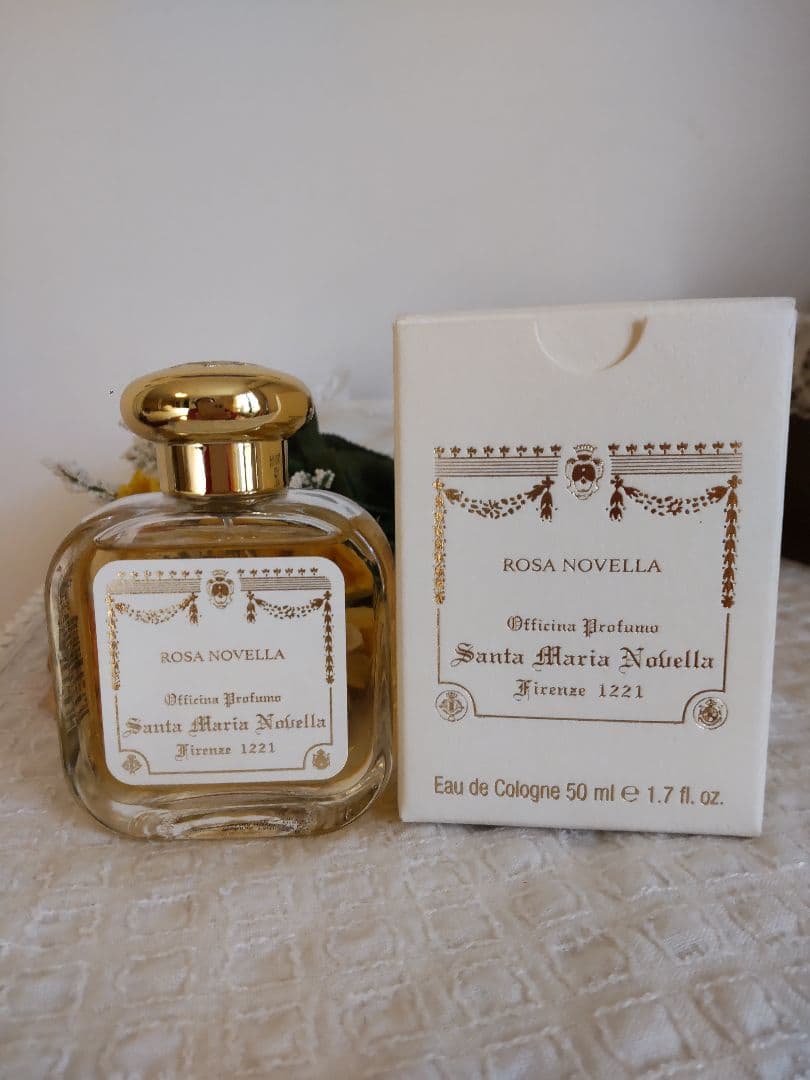 ROSA NOVELLA
Officina Profumo
Santa Maria Novella
Firenze 1221
ROSA NOVELLA
Officina Profumo
Santa Maria Novella
Firenze 1221
Eau de Cologne 50 ml ℮ 1.7 fl. oz.